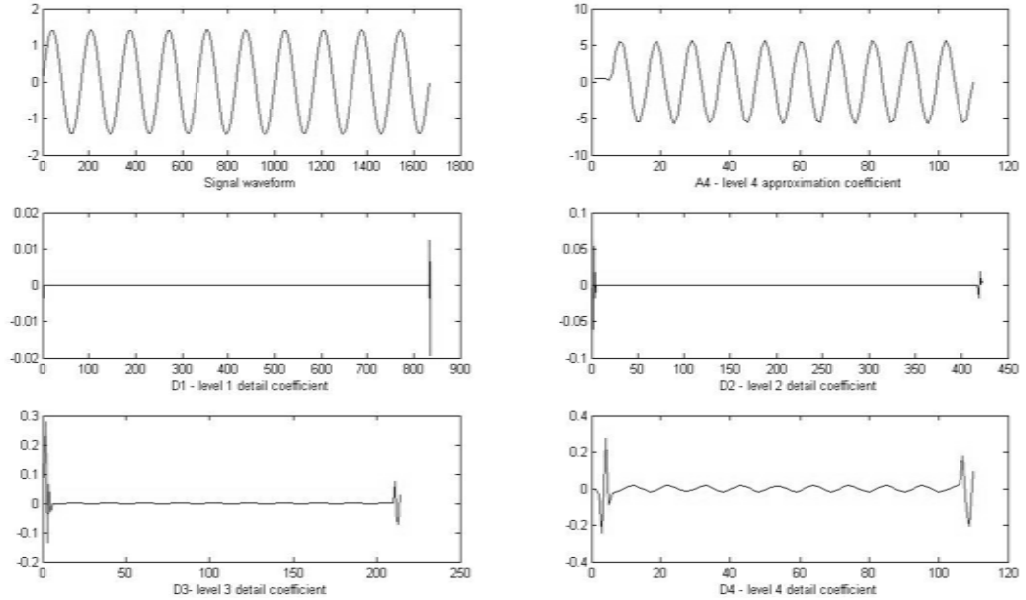 2
1
0
-1
-2
0 200 400 600 800 1000 1200 1400 1600 1800
Signal waveform
10
5
0
-5
-10
0 20 40 60 80 100 120
A4 - level 4 approximation coefficient
0.02
0.01
0
-0.01
-0.02
0 100 200 300 400 500 600 700 800 900
D1 - level 1 detail coefficient
0.1
0.05
0
-0.05
-0.1
0 50 100 150 200 250 300 350 400 450
D2 - level 2 detail coefficient
0.3
0.2
0.1
0
-0.1
-0.2
0 50 100 150 200 250
D3- level 3 detail coefficient
0.4
0.2
0
-0.2
-0.4
0 20 40 60 80 100 120
D4 - level 4 detail coefficient